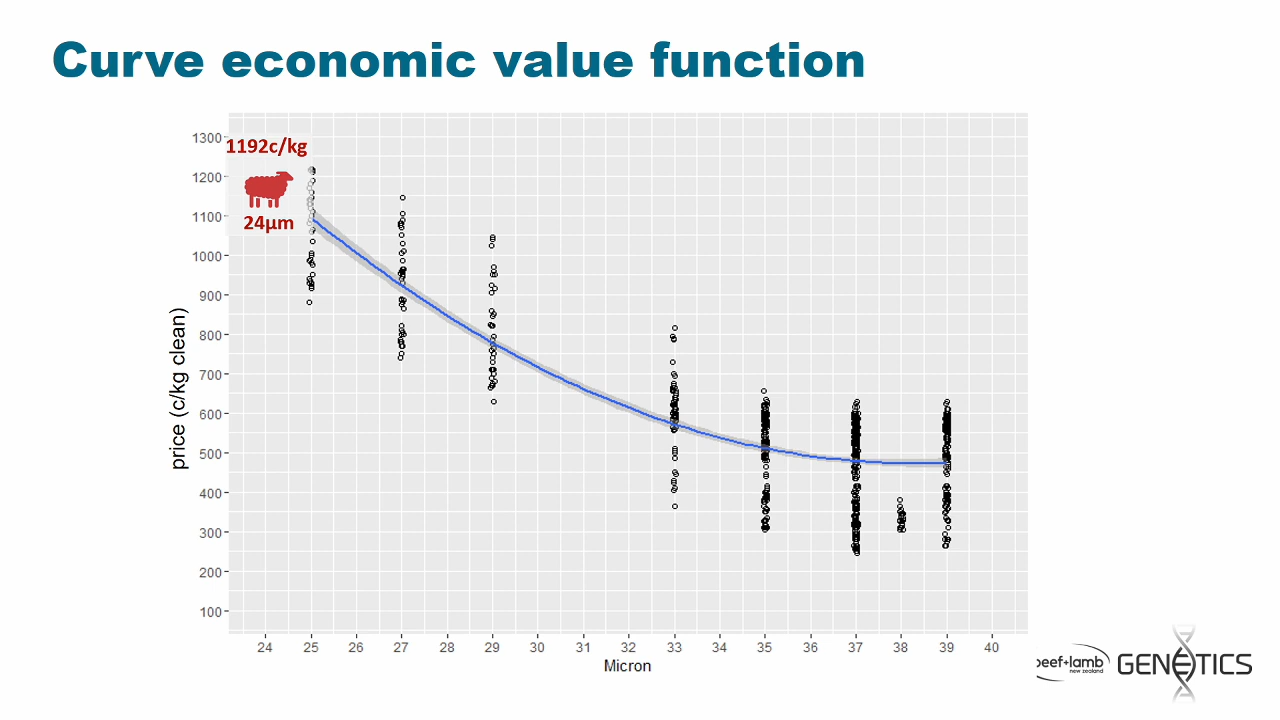 Curve economic value function
1192c/kg
24µm
price (c/kg clean)
1300
1200
1100
1000
900
800
700
600
500
400
300
200
100
24 25 26 27 28 29 30 31 32 33 34 35 36 37 38 39 40
Micron
beef+lamb
new zealand
GENETICS